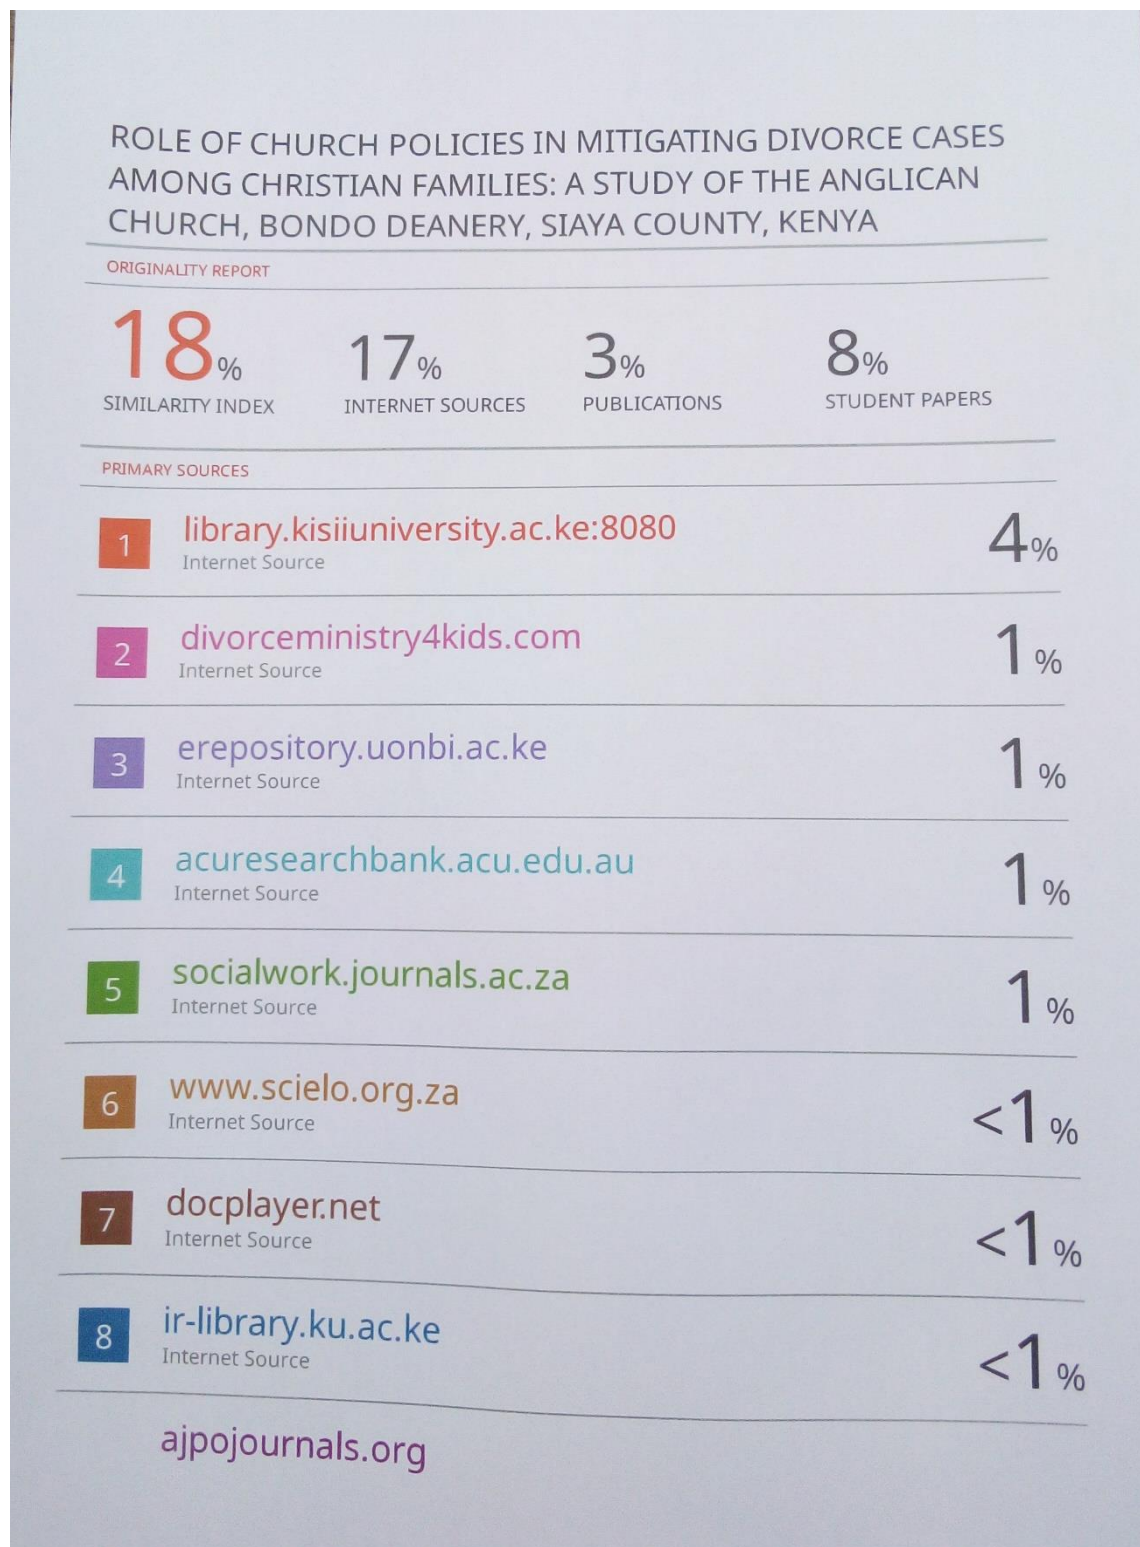 ROLE OF CHURCH POLICIES IN MITIGATING DIVORCE CASES
AMONG CHRISTIAN FAMILIES: A STUDY OF THE ANGLICAN
CHURCH, BONDO DEANERY, SIAYA COUNTY, KENYA
ORIGINALITY REPORT
18% 17% 3% 8%
SIMILARITY INDEX INTERNET SOURCES PUBLICATIONS STUDENT PAPERS
PRIMARY SOURCES
1 library.kisiiuniversity.ac.ke:8080 4%
Internet Source
2 divorceministry4kids.com 1%
Internet Source
3 erepository.uonbi.ac.ke 1%
Internet Source
4 acuresearchbank.acu.edu.au 1%
Internet Source
5 socialwork.journals.ac.za 1%
Internet Source
6 www.scielo.org.za <1%
Internet Source
7 docplayer.net <1%
Internet Source
8 ir-library.ku.ac.ke <1%
Internet Source
ajpojournals.org